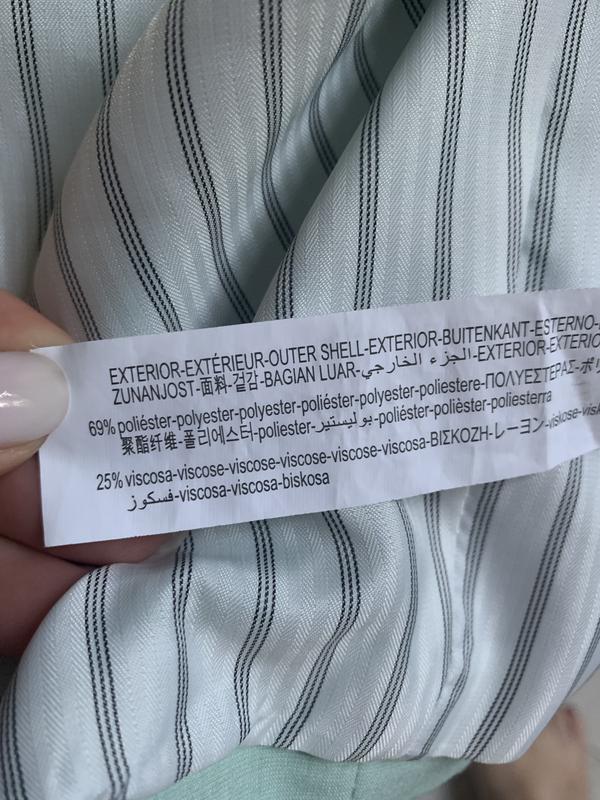 EXTERIOR-EXTÉRIEUR-OUTER SHELL-EXTERIOR-BUITENKANT-ESTERNO-
ZUNANJOST-面料-겉감-BAGIAN LUAR-الجزء الخارجي-EXTERIOR-EXTERIO
69% poliéster-polyester-polyester-poliéster-polyester-poliestere-ΠΟΛΥΕΣΤΕΡΑΣ-ポリ
聚酯纤维-폴리에스터-poliester-بوليستير-poliéster-polièster-poliesterra
25% viscosa-viscose-viscose-viscose-viscose-viscosa-ΒΙΣΚΟΖΗ-レーヨン-viskose-visk
فسكوز-viscosa-viscosa-biskosa